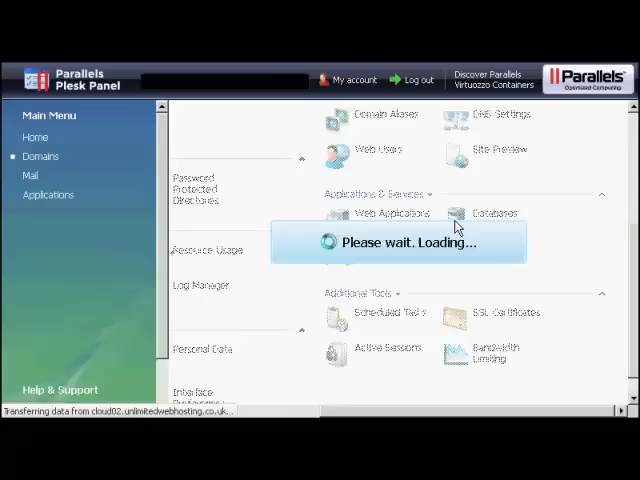 Parallels
Plesk Panel
My account
Log out
Discover Parallels
Virtuozzo Containers
Parallels
Optimized Computing
Main Menu
Home
Domains
Mail
Applications
Help & Support
Password
Protected
Directories
Resource Usage
Log Manager
Personal Data
Interface
Domain Aliases
DNS Settings
Web Users
Site Preview
Applications & Services
Web Applications
Databases
Please wait. Loading...
Additional Tools
Scheduled Tasks
SSL Certificates
Active Sessions
Bandwidth
Limiting
Transferring data from cloud02.unlimitedwebhosting.co.uk...